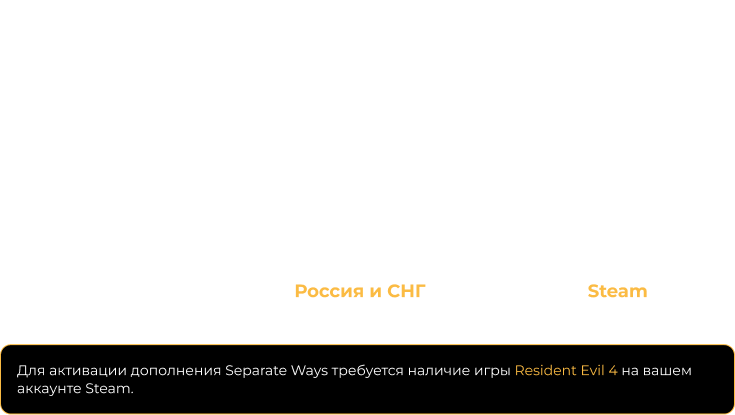 Россия и СНГ Steam
Для активации дополнения Separate Ways требуется наличие игры Resident Evil 4 на вашем
аккаунте Steam.